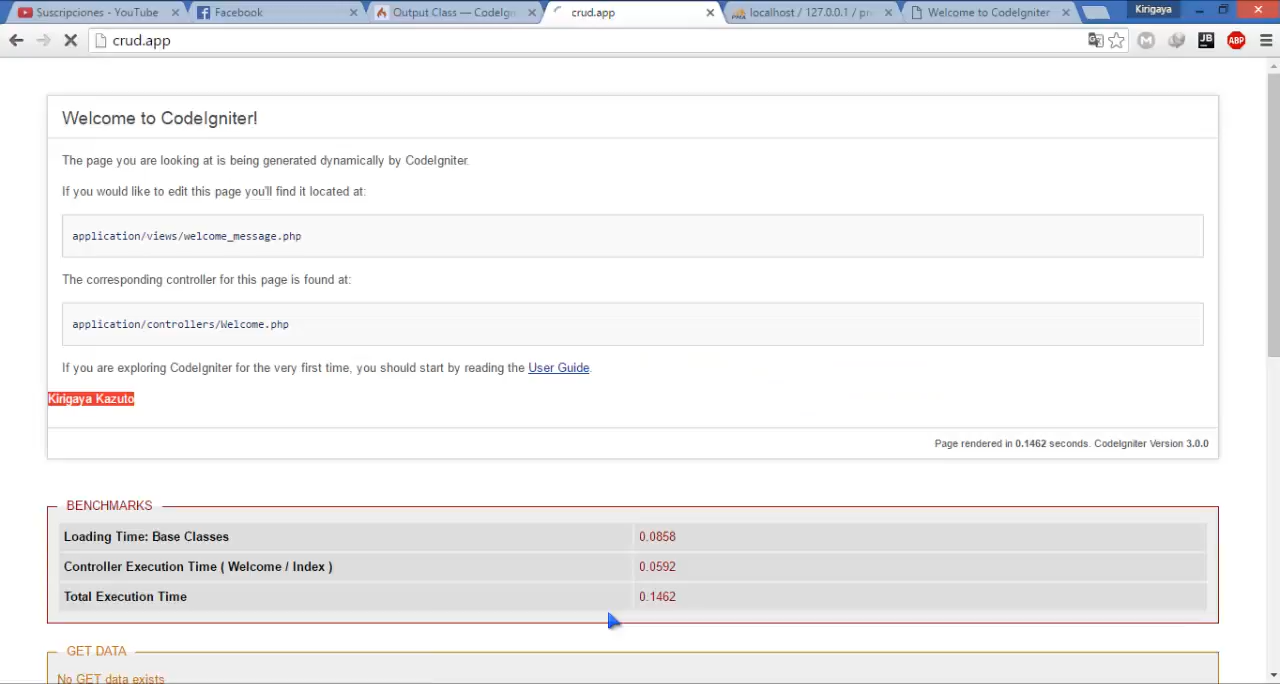 Suscripciones - YouTube
Facebook
Output Class — CodeIgn
crud.app
localhost / 127.0.0.1 / pr
Welcome to CodeIgniter
Kirigaya
crud.app
JB
ABP
Welcome to CodeIgniter!
The page you are looking at is being generated dynamically by CodeIgniter.
If you would like to edit this page you'll find it located at:
application/views/welcome_message.php
The corresponding controller for this page is found at:
application/controllers/Welcome.php
If you are exploring CodeIgniter for the very first time, you should start by reading the User Guide.
Kirigaya Kazuto
Page rendered in 0.1462 seconds. CodeIgniter Version 3.0.0
BENCHMARKS
Loading Time: Base Classes 0.0858
Controller Execution Time ( Welcome / Index ) 0.0592
Total Execution Time 0.1462
GET DATA
No GET data exists